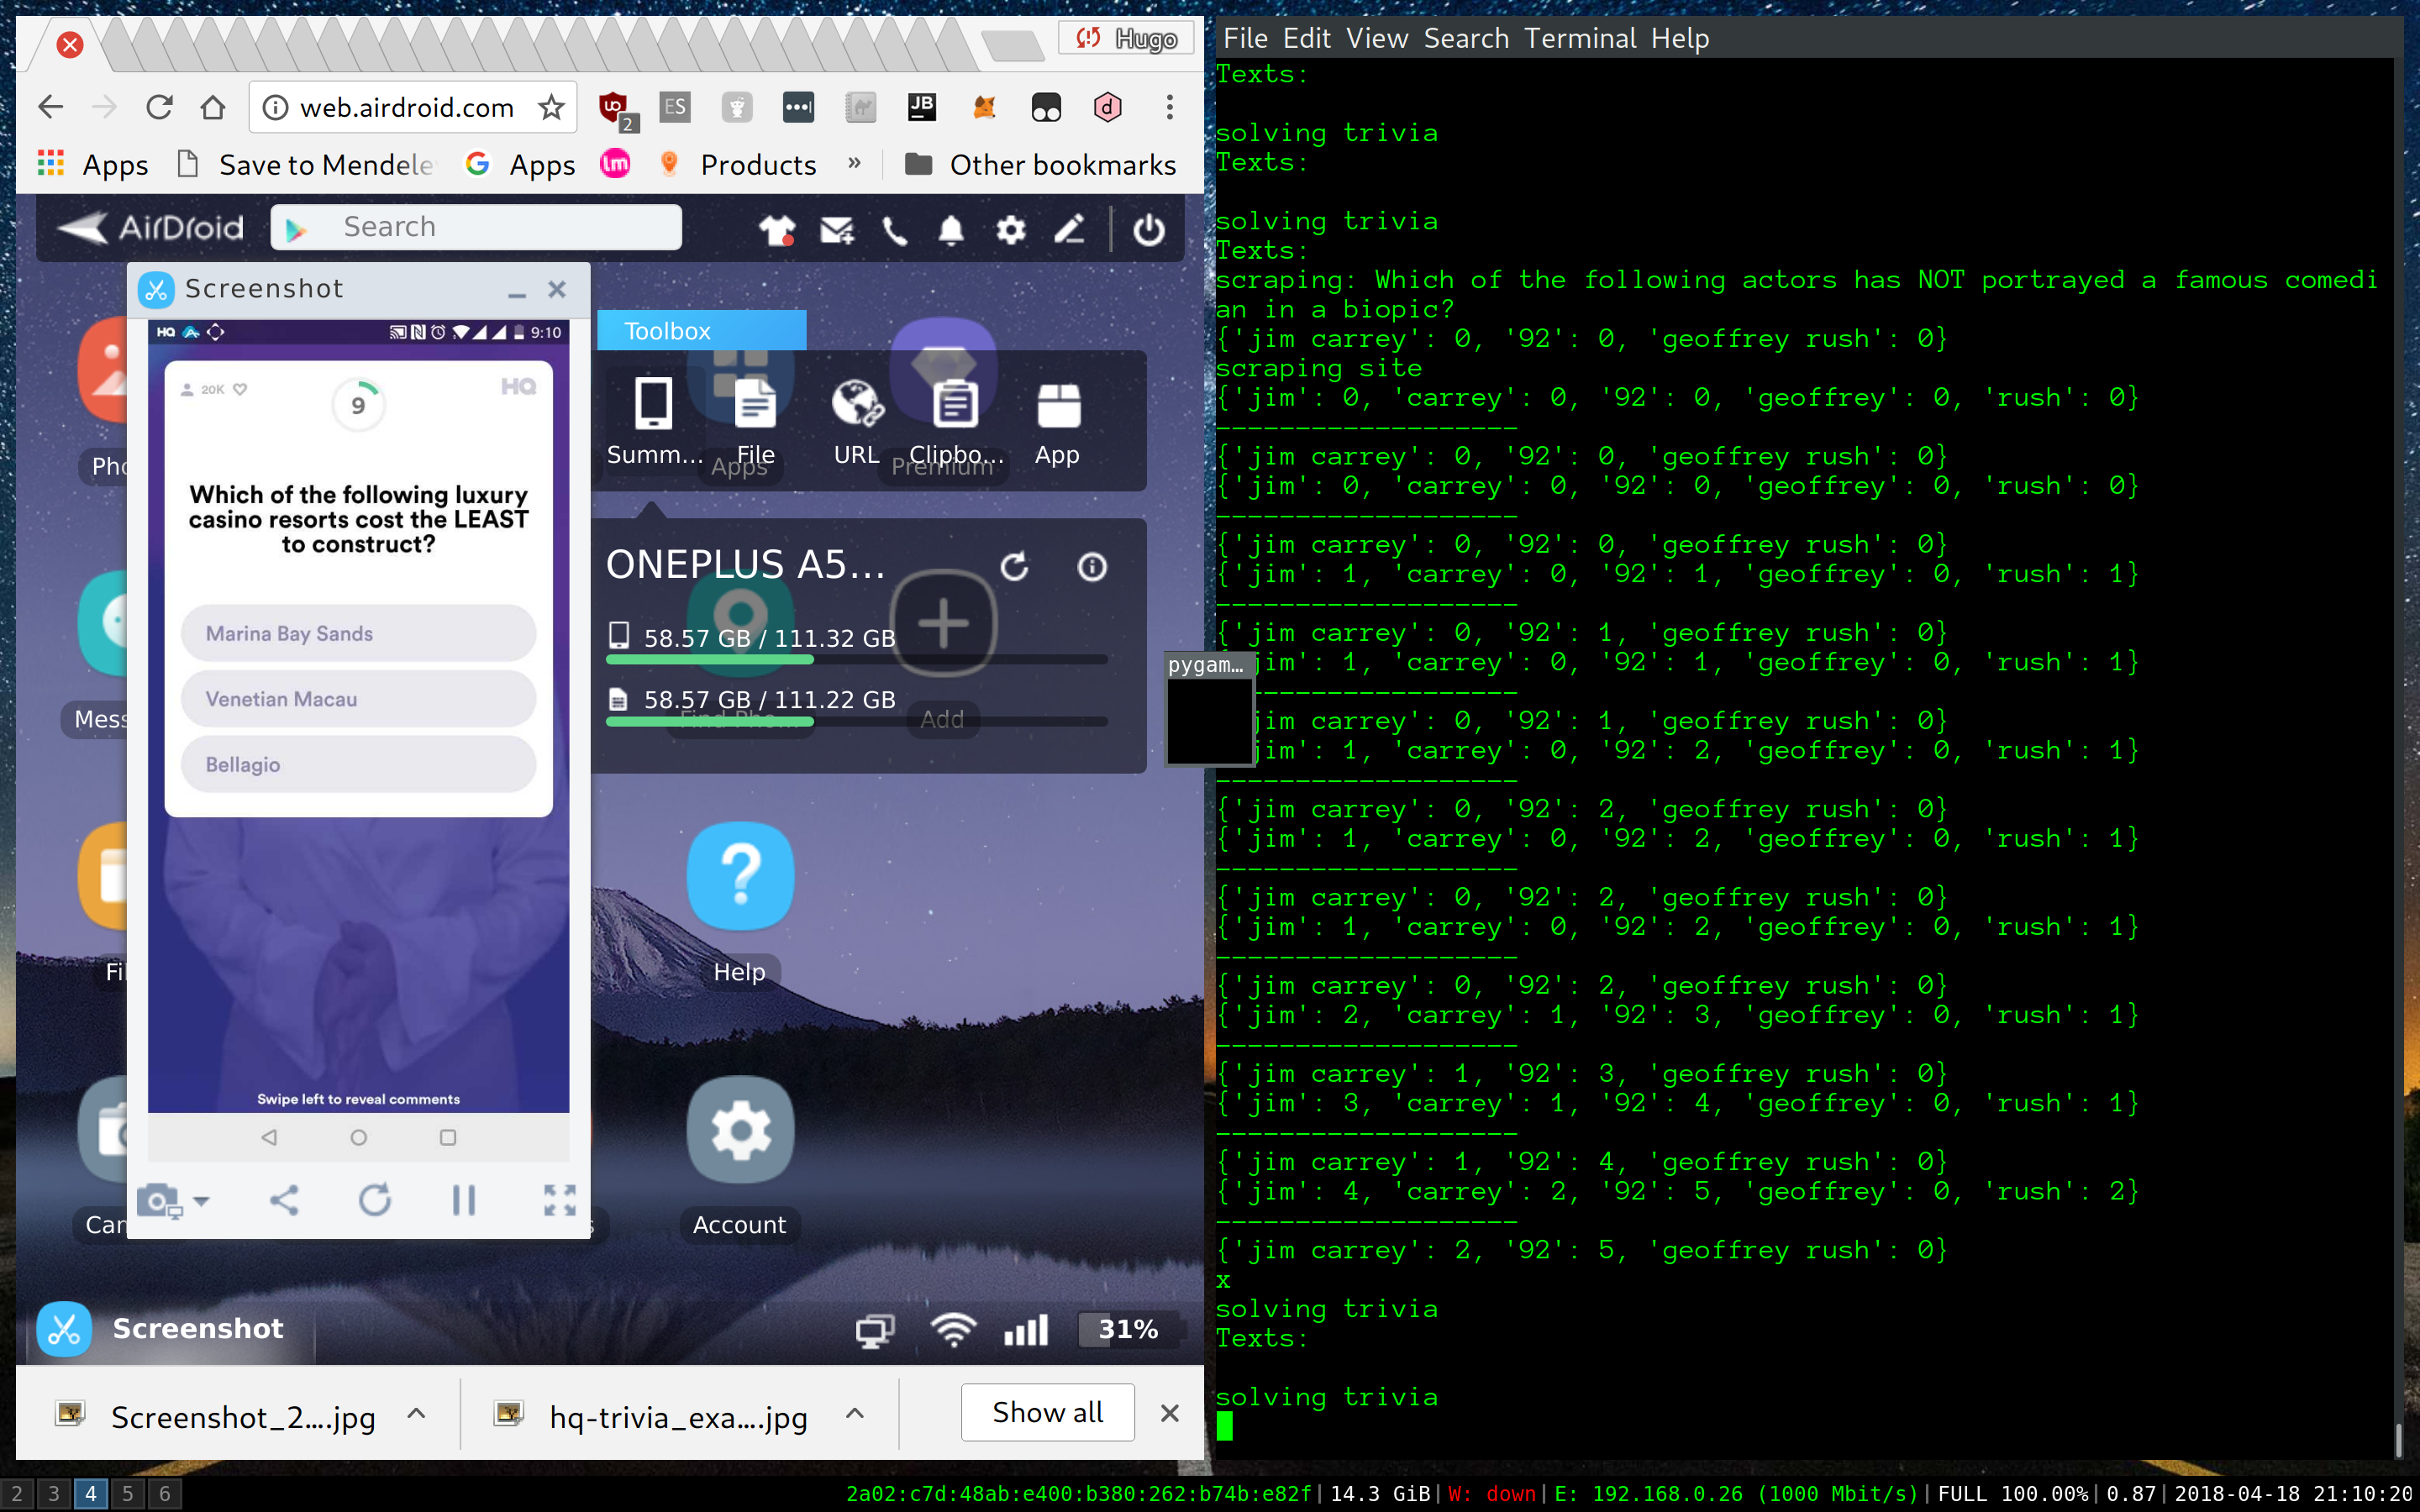 Hugo
web.airdroid.com
2
ES
JB
d
Apps
Save to Mendele
Apps
lm
Products
»
Other bookmarks
AirDroid
Search
Screenshot
HQ
9:10
20K
9
HQ
Which of the following luxury
casino resorts cost the LEAST
to construct?
Marina Bay Sands
Venetian Macau
Bellagio
Swipe left to reveal comments
Toolbox
Summ...
File
URL
Clipbo...
App
Pho
Apps
Premium
ONEPLUS A5...
58.57 GB / 111.32 GB
58.57 GB / 111.22 GB
Mess
Find Pho...
Add
Fil
Help
Car
Account
Screenshot
31%
Screenshot_2....jpg
hq-trivia_exa....jpg
Show all
pygam...
File Edit View Search Terminal Help
Texts:
solving trivia
Texts:
solving trivia
Texts:
scraping: Which of the following actors has NOT portrayed a famous comedi
an in a biopic?
{'jim carrey': 0, '92': 0, 'geoffrey rush': 0}
scraping site
{'jim': 0, 'carrey': 0, '92': 0, 'geoffrey': 0, 'rush': 0}
-------------------
{'jim carrey': 0, '92': 0, 'geoffrey rush': 0}
{'jim': 0, 'carrey': 0, '92': 0, 'geoffrey': 0, 'rush': 0}
-------------------
{'jim carrey': 0, '92': 0, 'geoffrey rush': 0}
{'jim': 1, 'carrey': 0, '92': 1, 'geoffrey': 0, 'rush': 1}
-------------------
{'jim carrey': 0, '92': 1, 'geoffrey rush': 0}
jim': 1, 'carrey': 0, '92': 1, 'geoffrey': 0, 'rush': 1}
-----------------
jim carrey': 0, '92': 1, 'geoffrey rush': 0}
jim': 1, 'carrey': 0, '92': 2, 'geoffrey': 0, 'rush': 1}
-------------------
{'jim carrey': 0, '92': 2, 'geoffrey rush': 0}
{'jim': 1, 'carrey': 0, '92': 2, 'geoffrey': 0, 'rush': 1}
-------------------
{'jim carrey': 0, '92': 2, 'geoffrey rush': 0}
{'jim': 1, 'carrey': 0, '92': 2, 'geoffrey': 0, 'rush': 1}
-------------------
{'jim carrey': 0, '92': 2, 'geoffrey rush': 0}
{'jim': 2, 'carrey': 1, '92': 3, 'geoffrey': 0, 'rush': 1}
-------------------
{'jim carrey': 1, '92': 3, 'geoffrey rush': 0}
{'jim': 3, 'carrey': 1, '92': 4, 'geoffrey': 0, 'rush': 1}
-------------------
{'jim carrey': 1, '92': 4, 'geoffrey rush': 0}
{'jim': 4, 'carrey': 2, '92': 5, 'geoffrey': 0, 'rush': 2}
-------------------
{'jim carrey': 2, '92': 5, 'geoffrey rush': 0}
x
solving trivia
Texts:
solving trivia
2 3 4 5 6
2a02:c7d:48ab:e400:b380:262:b74b:e82f| 14.3 GiB| W: down| E: 192.168.0.26 (1000 Mbit/s)| FULL 100.00%| 0.87| 2018-04-18 21:10:20